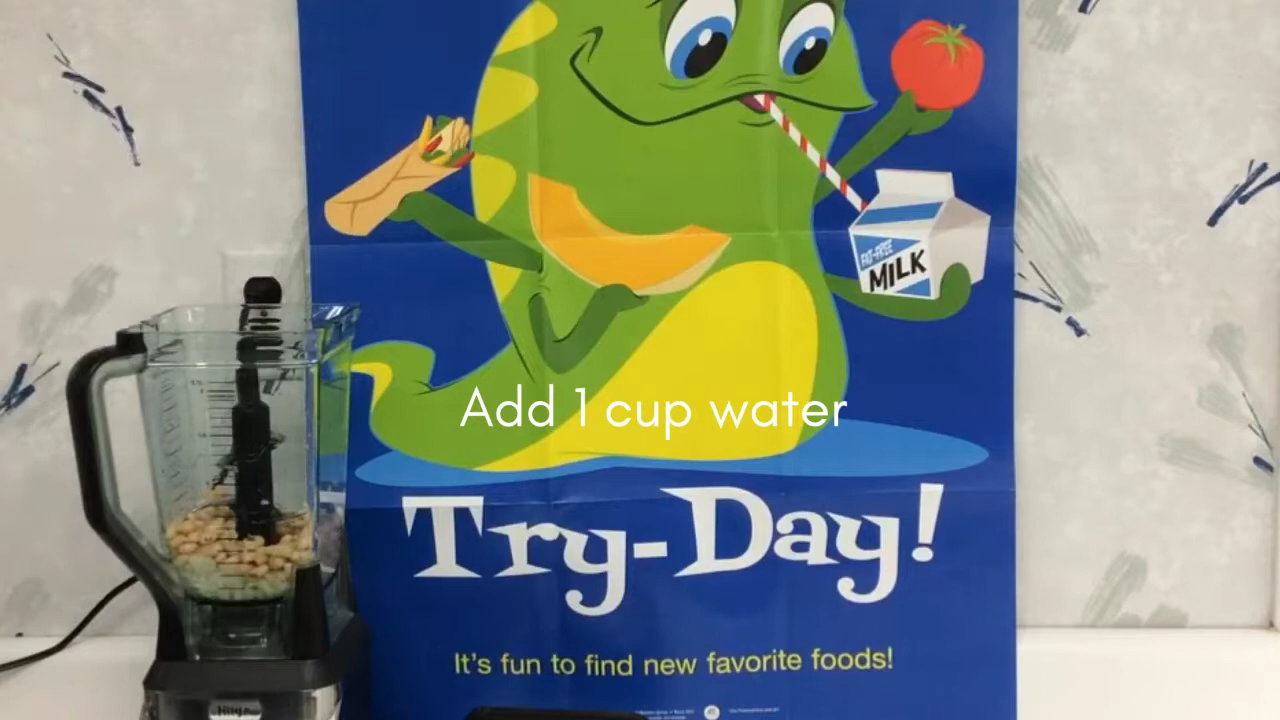 FAT-FREE
MILK
Add 1 cup water
Try-Day!
It's fun to find new favorite foods!